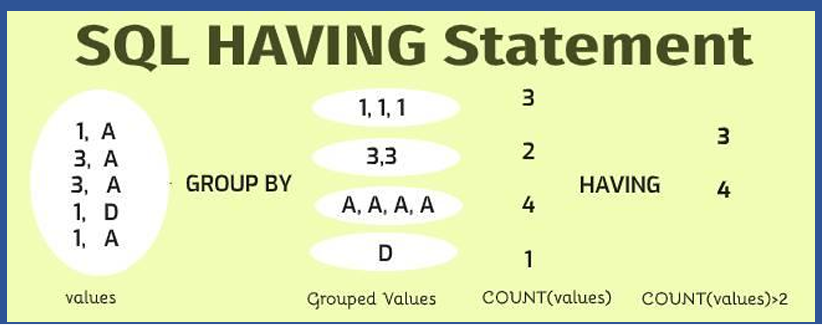 SQL HAVING Statement
1, A
3, A
3, A
1, D
1, A
values
GROUP BY
1, 1, 1
3,3
A, A, A, A
D
Grouped Values
3
2
4
1
COUNT(values)
HAVING
3
4
COUNT(values)>2